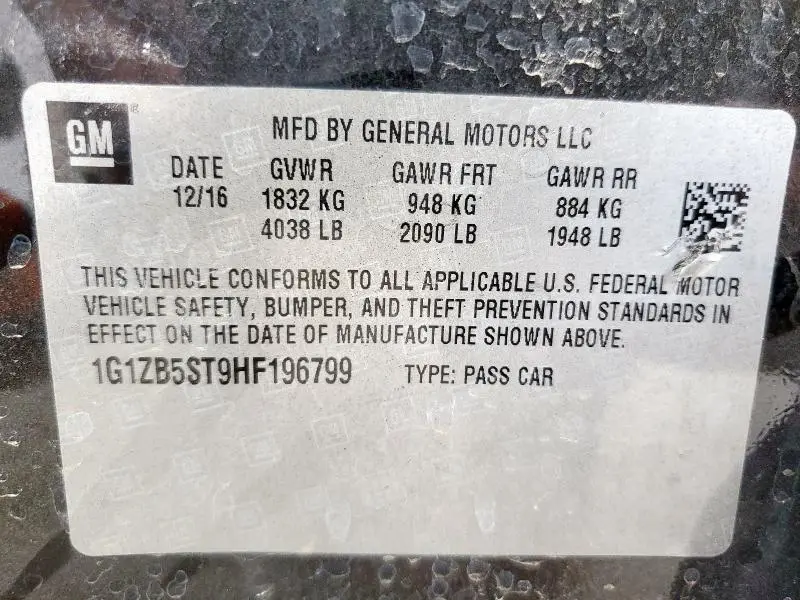 GM
MFD BY GENERAL MOTORS LLC
DATE GVWR GAWR FRT GAWR RR
12/16 1832 KG 948 KG 884 KG
4038 LB 2090 LB 1948 LB
THIS VEHICLE CONFORMS TO ALL APPLICABLE U.S. FEDERAL MOTOR
VEHICLE SAFETY, BUMPER, AND THEFT PREVENTION STANDARDS IN
EFFECT ON THE DATE OF MANUFACTURE SHOWN ABOVE.
1G1ZB5ST9HF196799 TYPE: PASS CAR